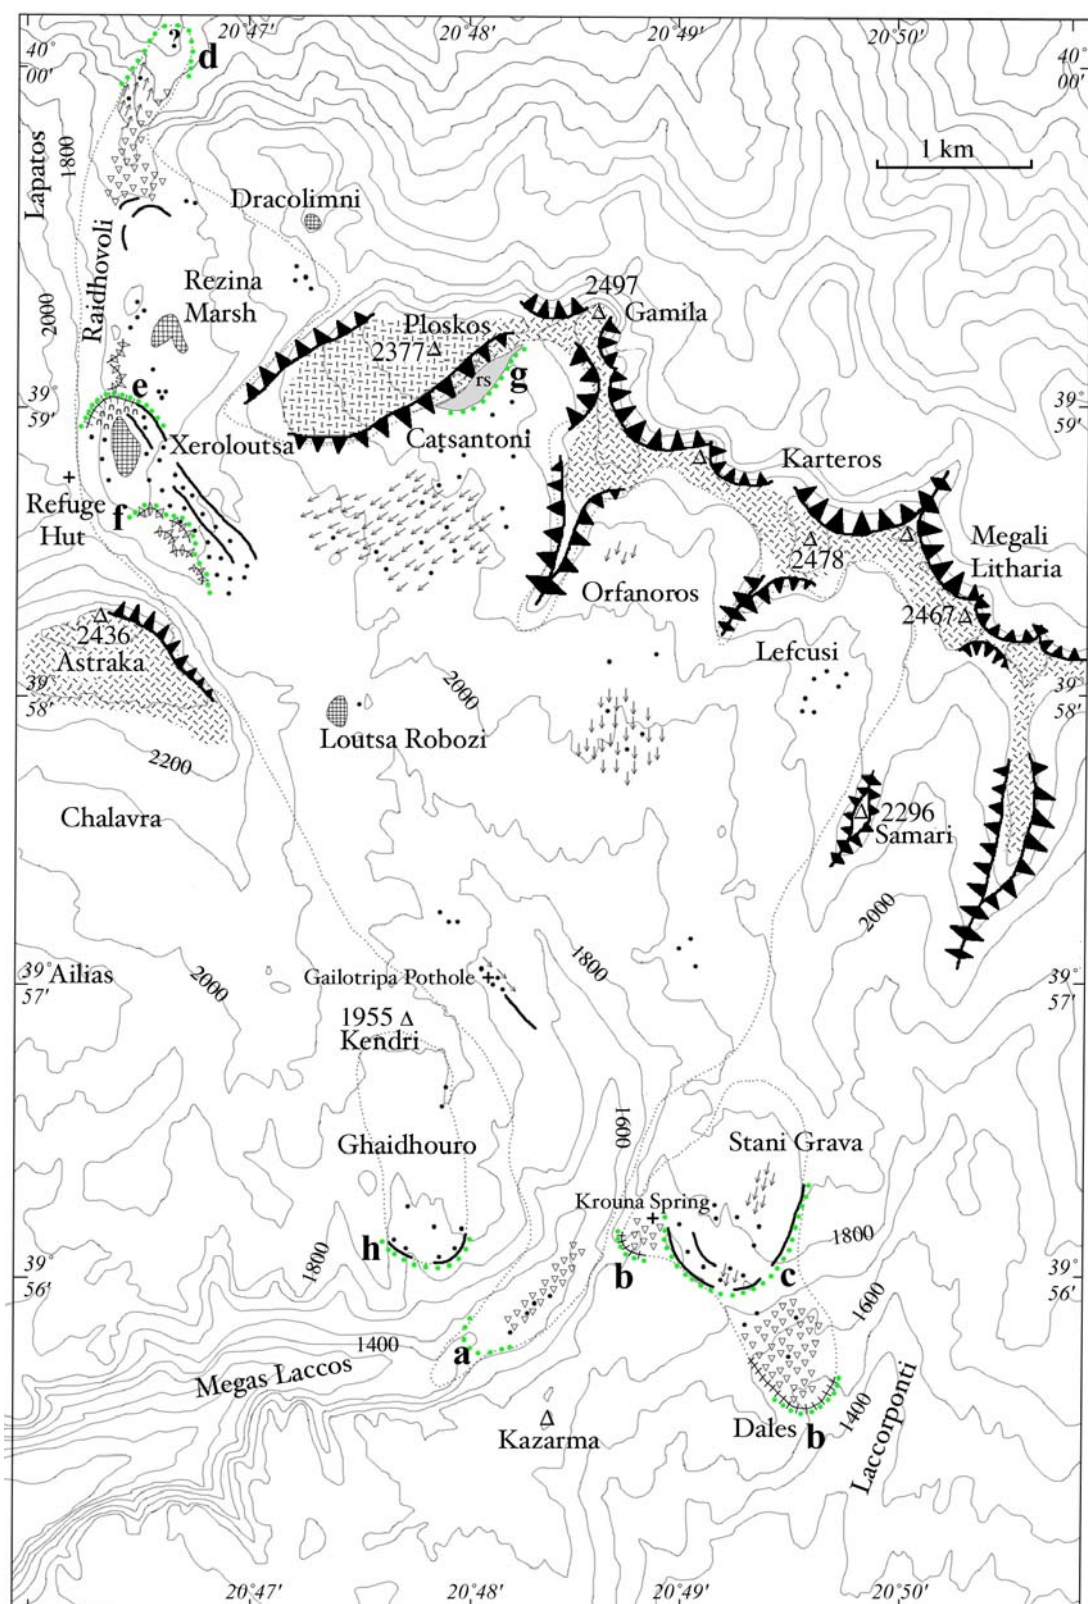 20°47'
20°48'
20°49'
20°50'
40°
00'
40°
00'
?
d
1 km
Lapatos
1800
Dracolimni
Raidhovoli
Rezina
Marsh
2000
2497
Gamila
Ploskos
2377
rs
g
39°
59'
39°
59'
e
Xeroloutsa
Catsantoni
Karteros
Refuge
Hut
f
2478
Megali
Litharia
Orfanoros
2467
2436
Astraka
Lefcusi
39°
58'
39°
58'
2000
Loutsa Robozi
2200
Chalavra
2296
Samari
2000
39°
57'
39°
57'
Ailias
2000
Gailotripa Pothole
1800
1955
Kendri
1600
Ghaidhouro
Stani Grava
Krouna Spring
h
1800
b
c
1800
39°
56'
39°
56'
1600
1400
a
Megas Laccos
Kazarma
Dales
b
1400
Laccorponti
20°47'
20°48'
20°49'
20°50'